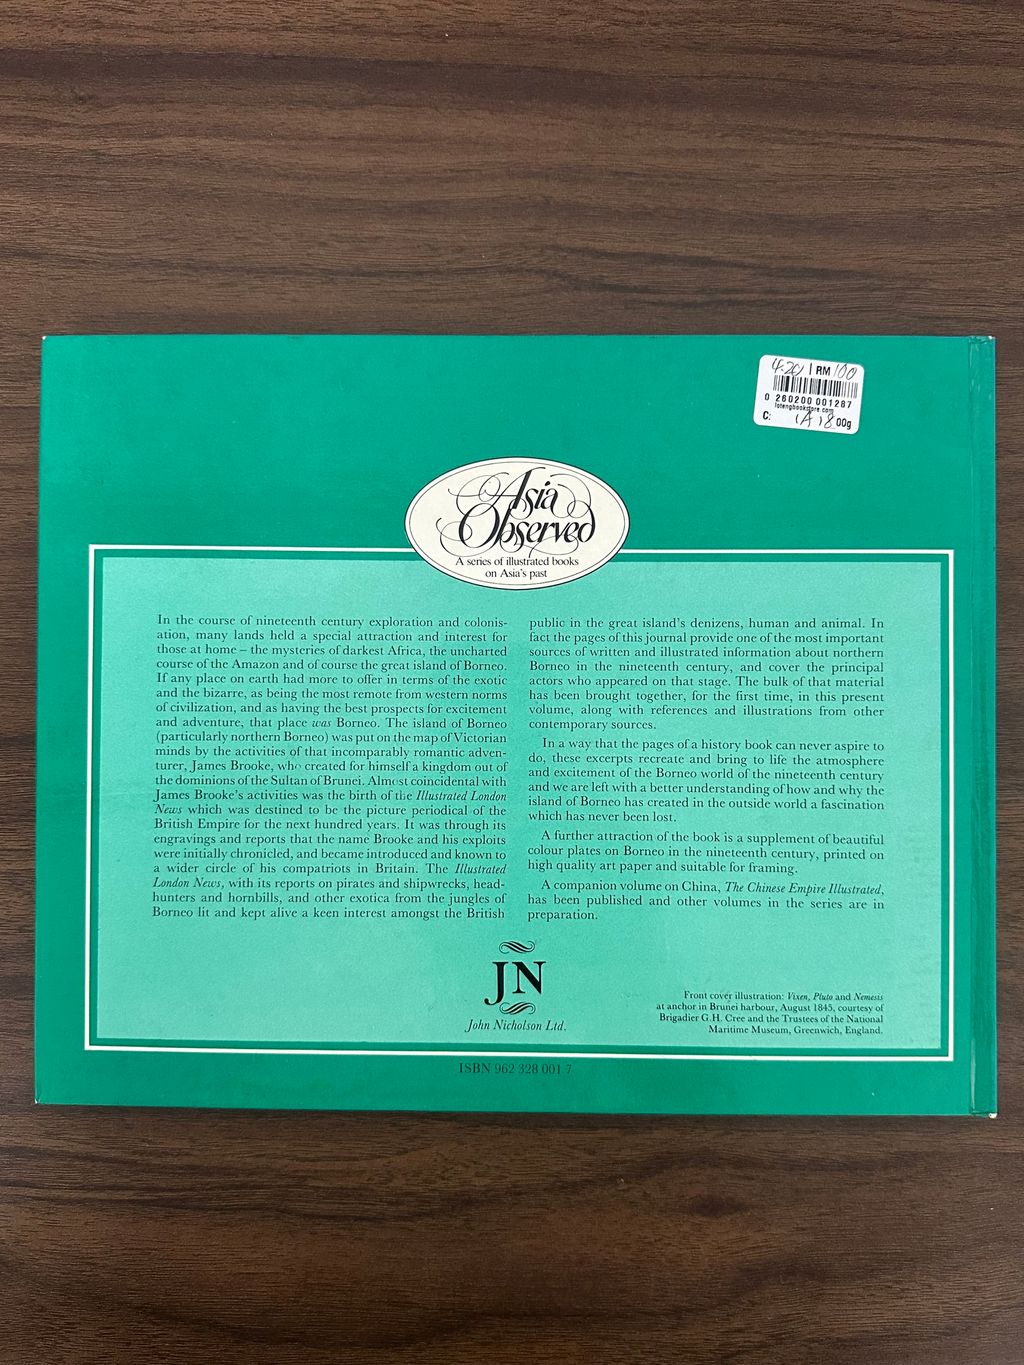 4.20 | RM 100
0 260200 001287
lotengbookstore.com
C: 1A18 00g
Asia
Observed
A series of illustrated books
on Asia's past
In the course of nineteenth century exploration and colonis-
ation, many lands held a special attraction and interest for
those at home – the mysteries of darkest Africa, the uncharted
course of the Amazon and of course the great island of Borneo.
If any place on earth had more to offer in terms of the exotic
and the bizarre, as being the most remote from western norms
of civilization, and as having the best prospects for excitement
and adventure, that place was Borneo. The island of Borneo
(particularly northern Borneo) was put on the map of Victorian
minds by the activities of that incomparably romantic adven-
turer, James Brooke, who created for himself a kingdom out of
the dominions of the Sultan of Brunei. Almost coincidental with
James Brooke's activities was the birth of the Illustrated London
News which was destined to be the picture periodical of the
British Empire for the next hundred years. It was through its
engravings and reports that the name Brooke and his exploits
were initially chronicled, and became introduced and known to
a wider circle of his compatriots in Britain. The Illustrated
London News, with its reports on pirates and shipwrecks, head-
hunters and hornbills, and other exotica from the jungles of
Borneo lit and kept alive a keen interest amongst the British
public in the great island's denizens, human and animal. In
fact the pages of this journal provide one of the most important
sources of written and illustrated information about northern
Borneo in the nineteenth century, and cover the principal
actors who appeared on that stage. The bulk of that material
has been brought together, for the first time, in this present
volume, along with references and illustrations from other
contemporary sources.
In a way that the pages of a history book can never aspire to
do, these excerpts recreate and bring to life the atmosphere
and excitement of the Borneo world of the nineteenth century
and we are left with a better understanding of how and why the
island of Borneo has created in the outside world a fascination
which has never been lost.
A further attraction of the book is a supplement of beautiful
colour plates on Borneo in the nineteenth century, printed on
high quality art paper and suitable for framing.
A companion volume on China, The Chinese Empire Illustrated,
has been published and other volumes in the series are in
preparation.
JN
John Nicholson Ltd.
Front cover illustration: Vixen, Pluto and Nemesis
at anchor in Brunei harbour, August 1845, courtesy of
Brigadier G.H. Cree and the Trustees of the National
Maritime Museum, Greenwich, England.
ISBN 962 328 001 7